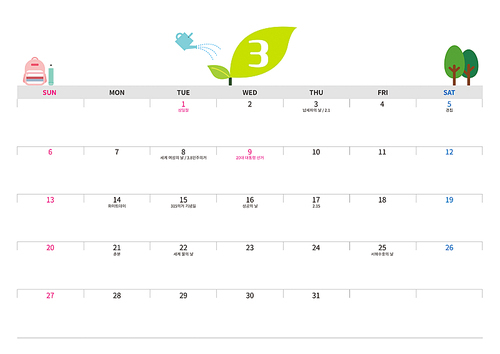 3
SUN MON TUE WED THU FRI SAT
1 2 3 4 5
삼일절 납세자의 날 / 2.1 경칩
6 7 8 9 10 11 12
세계 여성의 날 / 3.8민주의거 20대 대통령 선거
13 14 15 16 17 18 19
화이트데이 315의거 기념일 상공의 날 2.15
20 21 22 23 24 25 26
춘분 세계 물의 날 서해수호의 날
27 28 29 30 31